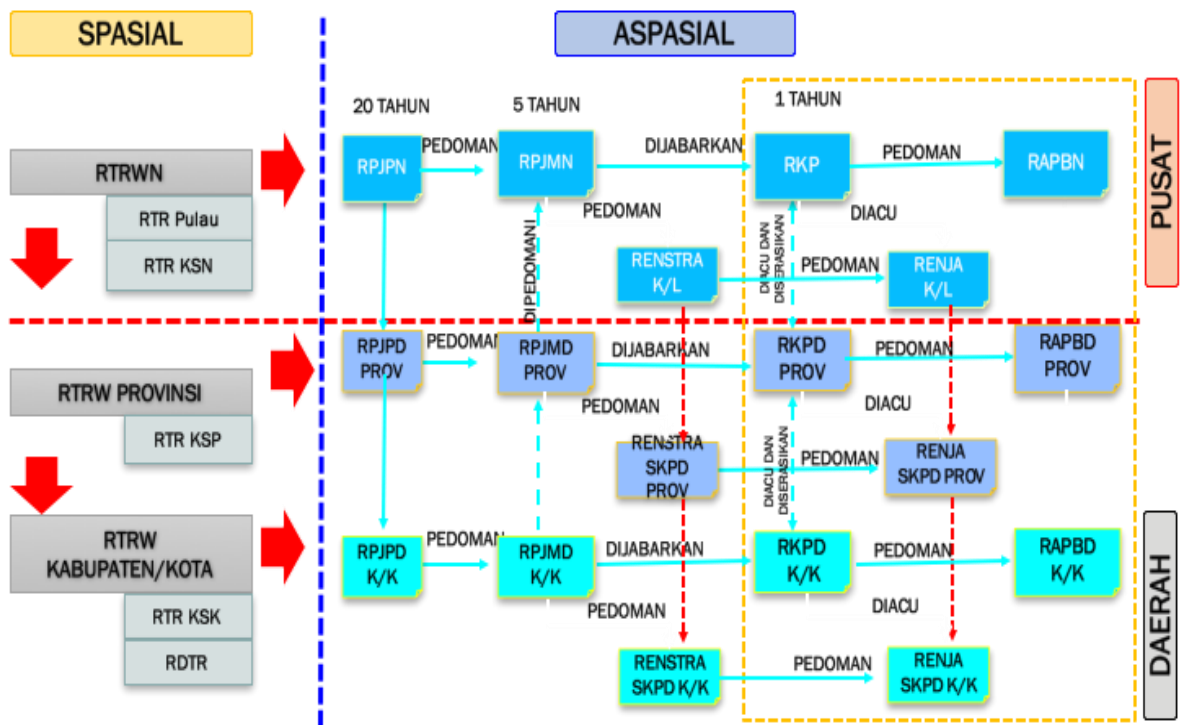 SPASIAL
ASPASIAL
20 TAHUN
5 TAHUN
1 TAHUN
PUSAT
RTRWN
RTR Pulau
RTR KSN
RPJPN
PEDOMAN
RPJMN
DIJABARKAN
RKP
PEDOMAN
RAPBN
PEDOMAN
DIACU
DIPEDOMANI
DIACU DAN
DISERASIKAN
RENSTRA
K/L
PEDOMAN
RENJA
K/L
RTRW PROVINSI
RTR KSP
RPJPD
PROV
PEDOMAN
RPJMD
PROV
DIJABARKAN
RKPD
PROV
PEDOMAN
RAPBD
PROV
PEDOMAN
DIACU
DIACU DAN
DISERASIKAN
RENSTRA
SKPD
PROV
PEDOMAN
RENJA
SKPD PROV
RTRW
KABUPATEN/KOTA
RTR KSK
RDTR
RPJPD
K/K
PEDOMAN
RPJMD
K/K
DIJABARKAN
RKPD
K/K
PEDOMAN
RAPBD
K/K
PEDOMAN
DIACU
RENSTRA
SKPD K/K
PEDOMAN
RENJA
SKPD K/K
DAERAH